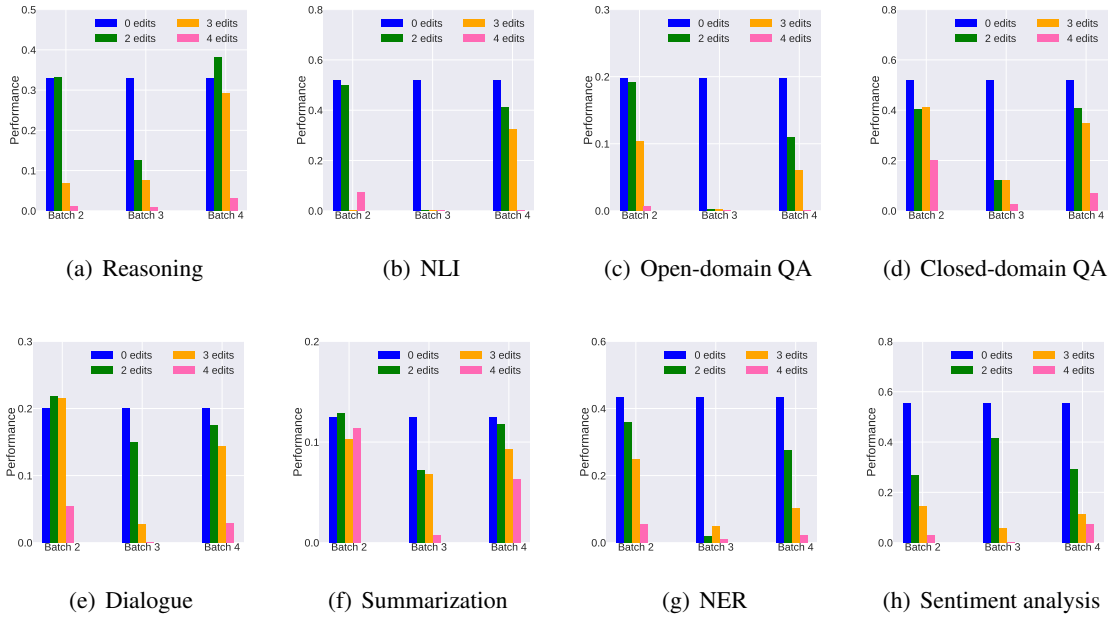 0.5
0.4
0.3
0.2
0.1
0.0
Performance
0 edits
2 edits
3 edits
4 edits
Batch 2
Batch 3
Batch 4
(a) Reasoning
0.8
0.6
0.4
0.2
0.0
Performance
0 edits
2 edits
3 edits
4 edits
Batch 2
Batch 3
Batch 4
(b) NLI
0.3
0.2
0.1
0.0
Performance
0 edits
2 edits
3 edits
4 edits
Batch 2
Batch 3
Batch 4
(c) Open-domain QA
0.8
0.6
0.4
0.2
0.0
Performance
0 edits
2 edits
3 edits
4 edits
Batch 2
Batch 3
Batch 4
(d) Closed-domain QA
0.3
0.2
0.1
0.0
Performance
0 edits
2 edits
3 edits
4 edits
Batch 2
Batch 3
Batch 4
(e) Dialogue
0.2
0.1
0.0
Performance
0 edits
2 edits
3 edits
4 edits
Batch 2
Batch 3
Batch 4
(f) Summarization
0.6
0.4
0.2
0.0
Performance
0 edits
2 edits
3 edits
4 edits
Batch 2
Batch 3
Batch 4
(g) NER
0.8
0.6
0.4
0.2
0.0
Performance
0 edits
2 edits
3 edits
4 edits
Batch 2
Batch 3
Batch 4
(h) Sentiment analysis